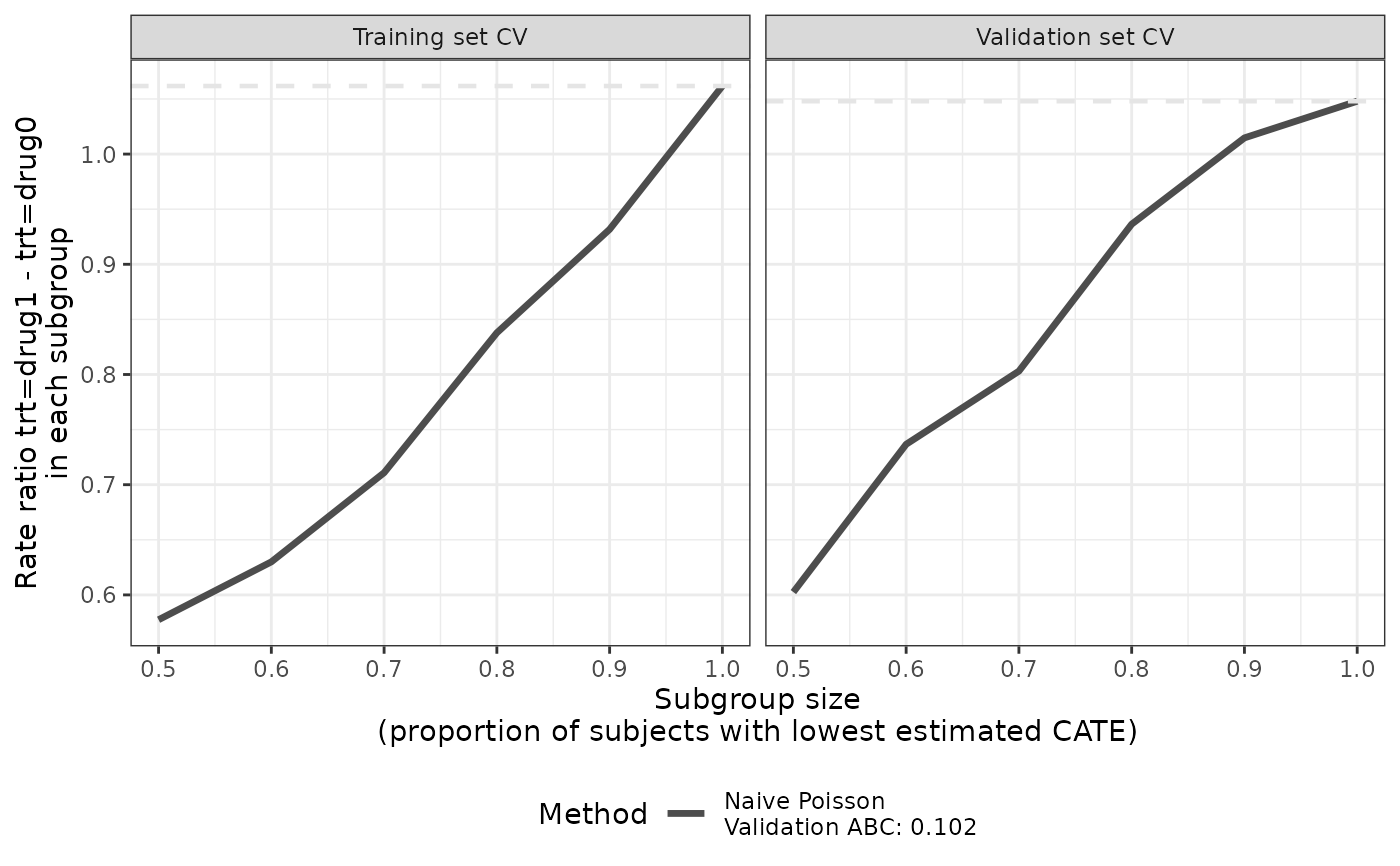 Training set CV
Validation set CV
Rate ratio trt=drug1 - trt=drug0
in each subgroup
1.0
0.9
0.8
0.7
0.6
0.5 0.6 0.7 0.8 0.9 1.0
0.5 0.6 0.7 0.8 0.9 1.0
Subgroup size
(proportion of subjects with lowest estimated CATE)
Method
Naive Poisson
Validation ABC: 0.102